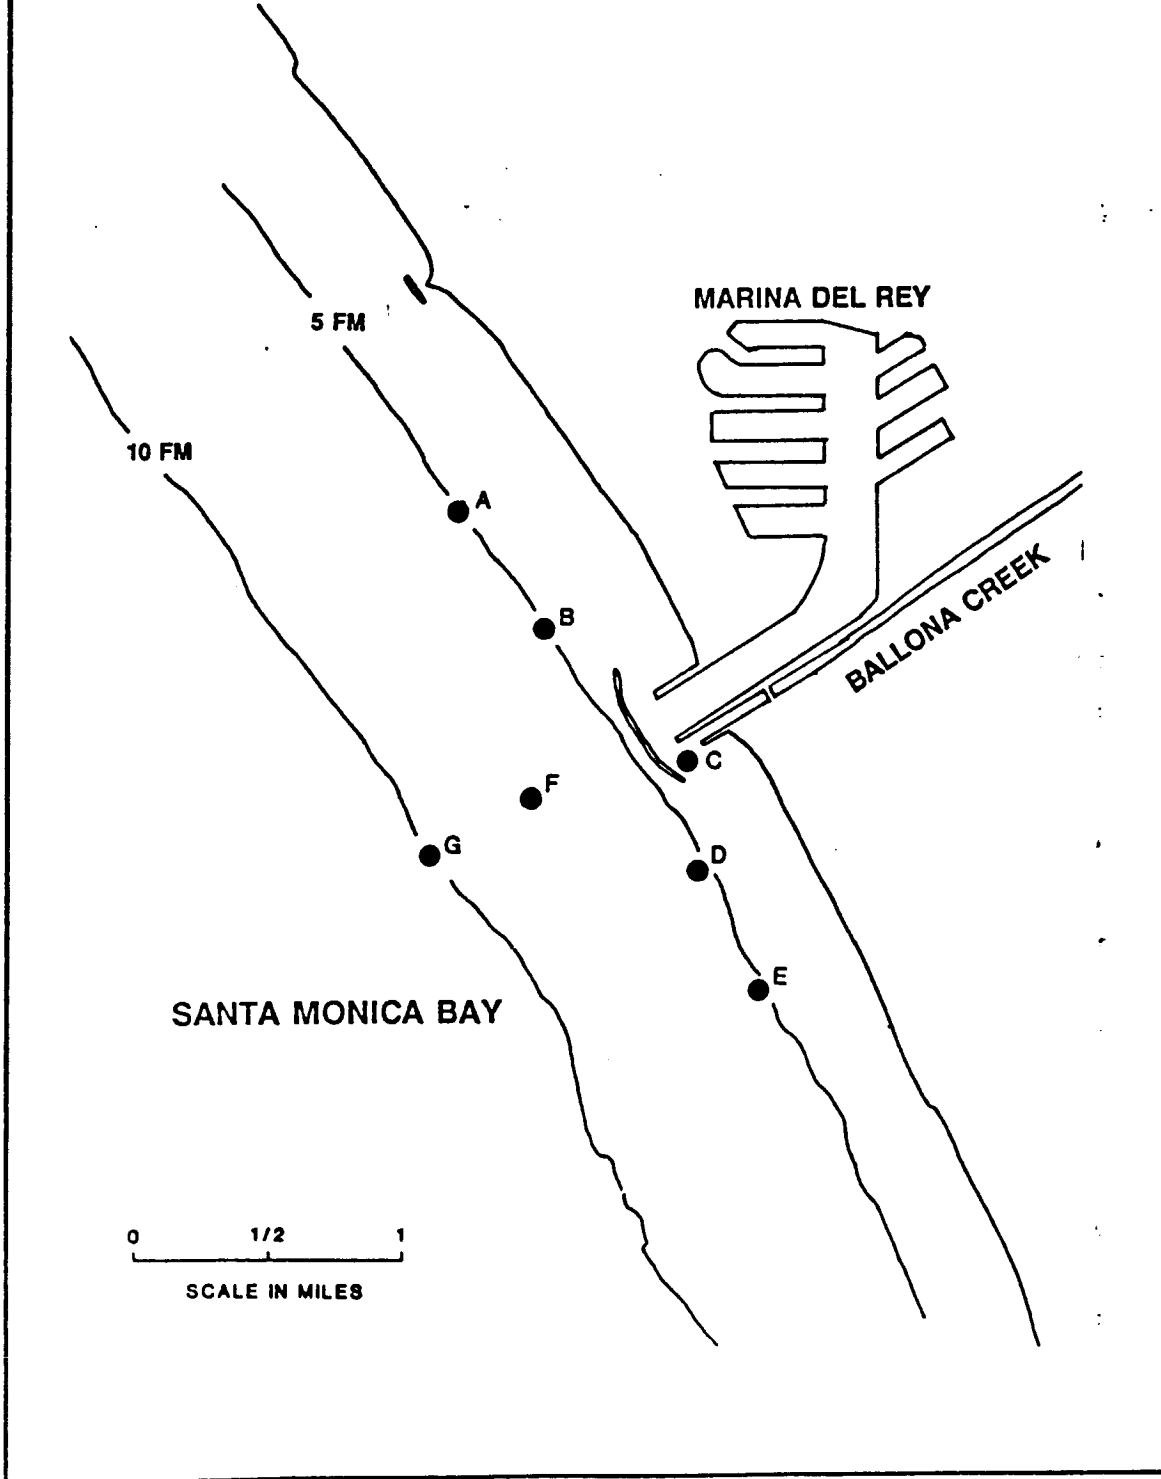 MARINA DEL REY
5 FM
10 FM
A
BALLONA CREEK
B
C
F
G
D
E
SANTA MONICA BAY
0 1/2 1
SCALE IN MILES